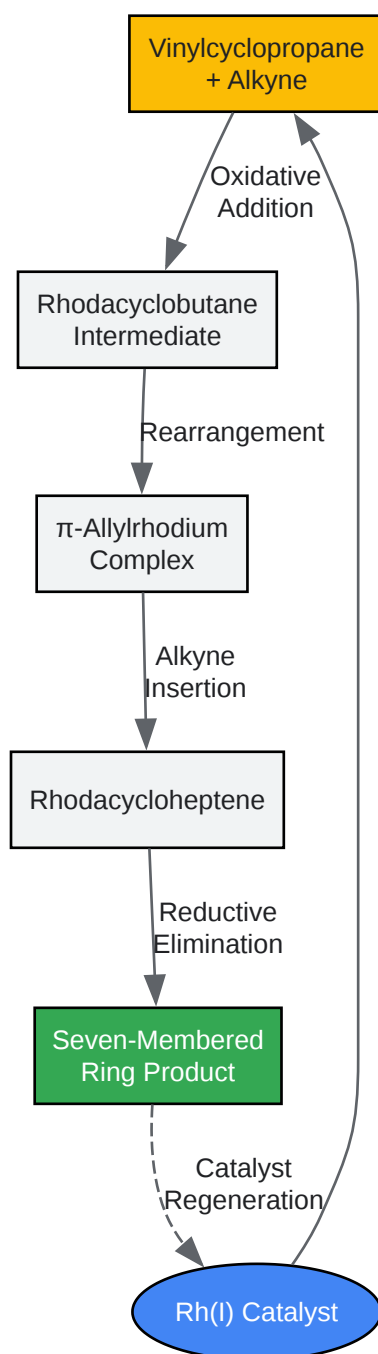 Vinylcyclopropane
+ Alkyne
Oxidative
Addition
Rhodacyclobutane
Intermediate
Rearrangement
π-Allylrhodium
Complex
Alkyne
Insertion
Rhodacycloheptene
Reductive
Elimination
Seven-Membered
Ring Product
Catalyst
Regeneration
Rh(I) Catalyst